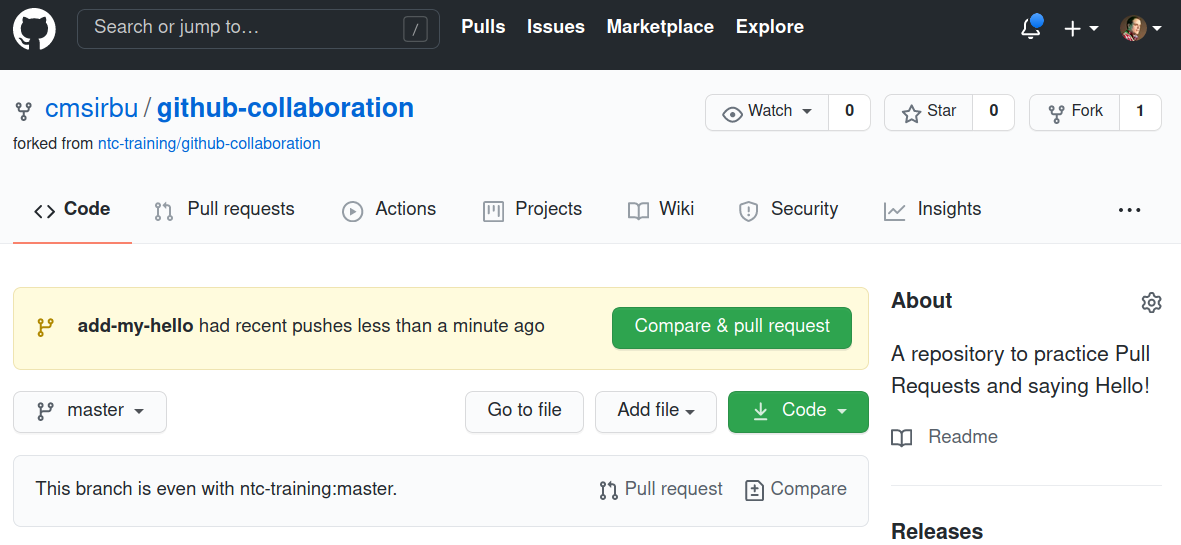 Search or jump to… / Pulls Issues Marketplace Explore
cmsirbu / github-collaboration Watch 0 Star 0 Fork 1
forked from ntc-training/github-collaboration
Code Pull requests Actions Projects Wiki Security Insights ...
add-my-hello had recent pushes less than a minute ago Compare & pull request
master Go to file Add file Code
This branch is even with ntc-training:master. Pull request Compare
About
A repository to practice Pull
Requests and saying Hello!
Readme
Releases